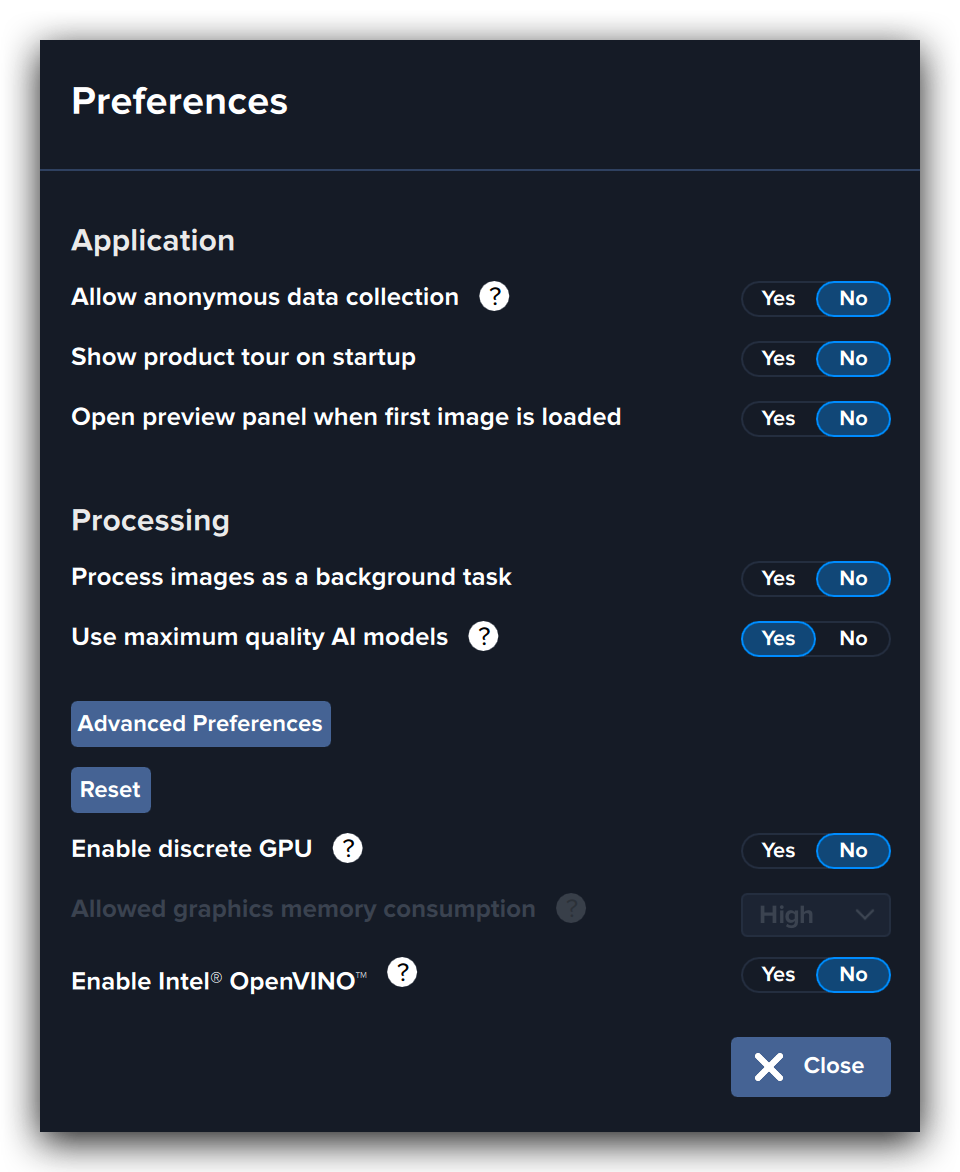 Preferences
Application
Allow anonymous data collection ? Yes No
Show product tour on startup Yes No
Open preview panel when first image is loaded Yes No
Processing
Process images as a background task Yes No
Use maximum quality AI models ? Yes No
Advanced Preferences
Reset
Enable discrete GPU ? Yes No
Allowed graphics memory consumption ? High
Enable Intel® OpenVINO™ ? Yes No
Close